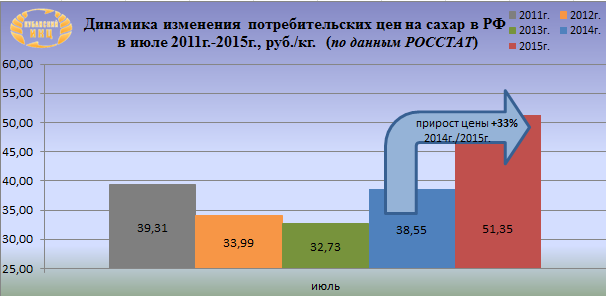 КУБАНСКИЙ
Динамика изменения потребительских цен на сахар в РФ
в июле 2011г.-2015г., руб./кг. (по данным РОССТАТ)
2011г. 2012г.
2013г. 2014г.
2015г.
60,00
55,00
50,00
45,00
40,00
35,00
30,00
25,00
прирост цены +33%
2014г./2015г.
39,31
33,99
32,73
38,55
51,35
июль